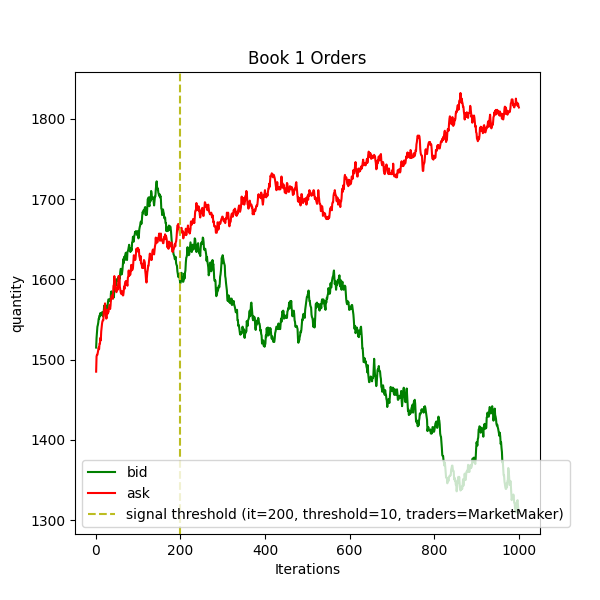 Book 1 Orders
quantity
1800
1700
1600
1500
1400
1300
bid
ask
signal threshold (it=200, threshold=10, traders=MarketMaker)
0 200 400 600 800 1000
Iterations